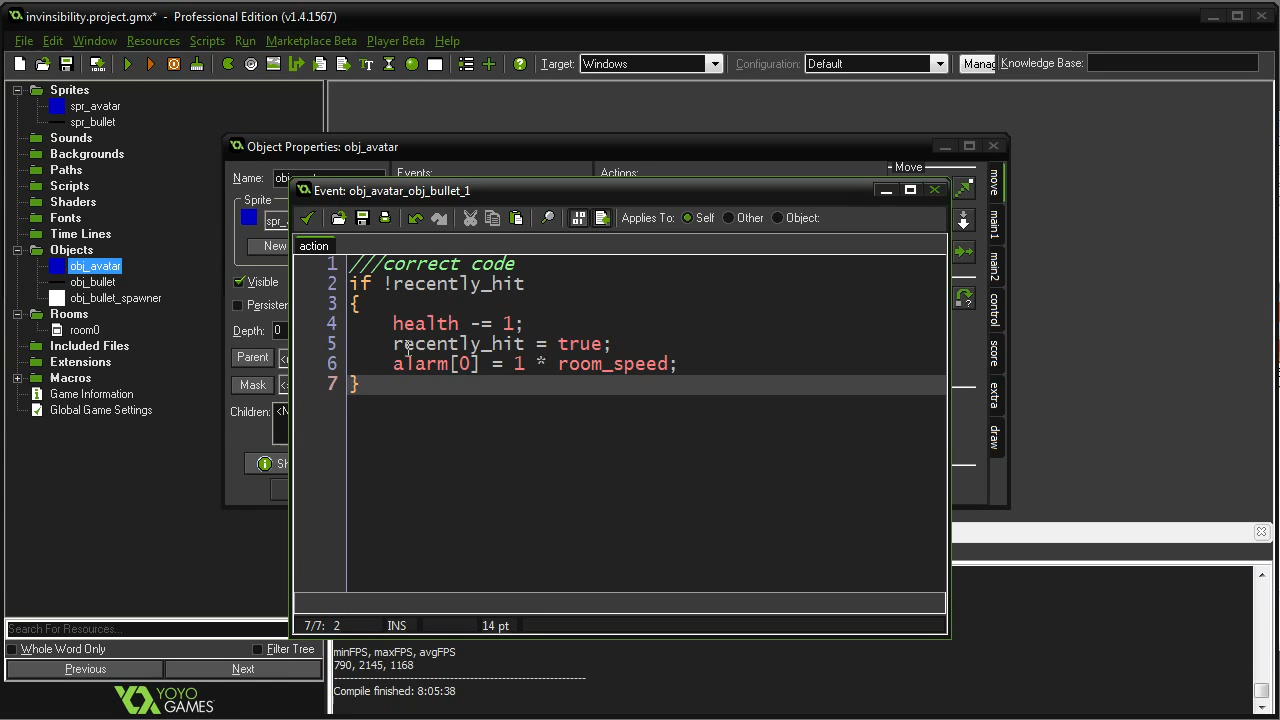 invinsibility.project.gmx* - Professional Edition (v1.4.1567)
File Edit Window Resources Scripts Run Marketplace Beta Player Beta Help
Target: Windows Configuration: Default Manag Knowledge Base:
Sprites
spr_avatar
spr_bullet
Sounds
Backgrounds
Paths
Scripts
Shaders
Fonts
Time Lines
Objects
obj_avatar
obj_bullet
obj_bullet_spawner
Rooms
room0
Included Files
Extensions
Macros
Game Information
Global Game Settings
Search For Resources...
Whole Word Only Filter Tree
Previous Next
YOYO
GAMES
Object Properties: obj_avatar
Name: Events: Actions: Move
Sprite
spr_
New
Visible
Persister
Depth: 0
Parent
Mask
Children: <N
Sh
move
main1
main2
control
score
extra
draw
Event: obj_avatar_obj_bullet 1
Applies To: Self Other Object:
action
1 ///correct code
2 if !recently_hit
3 {
4 health -= 1;
5 recently_hit = true;
6 alarm[0] = 1 * room_speed;
7 }
7/7: 2 INS 14 pt
minFPS, maxFPS, avgFPS
790, 2145, 1168
Compile finished: 8:05:38